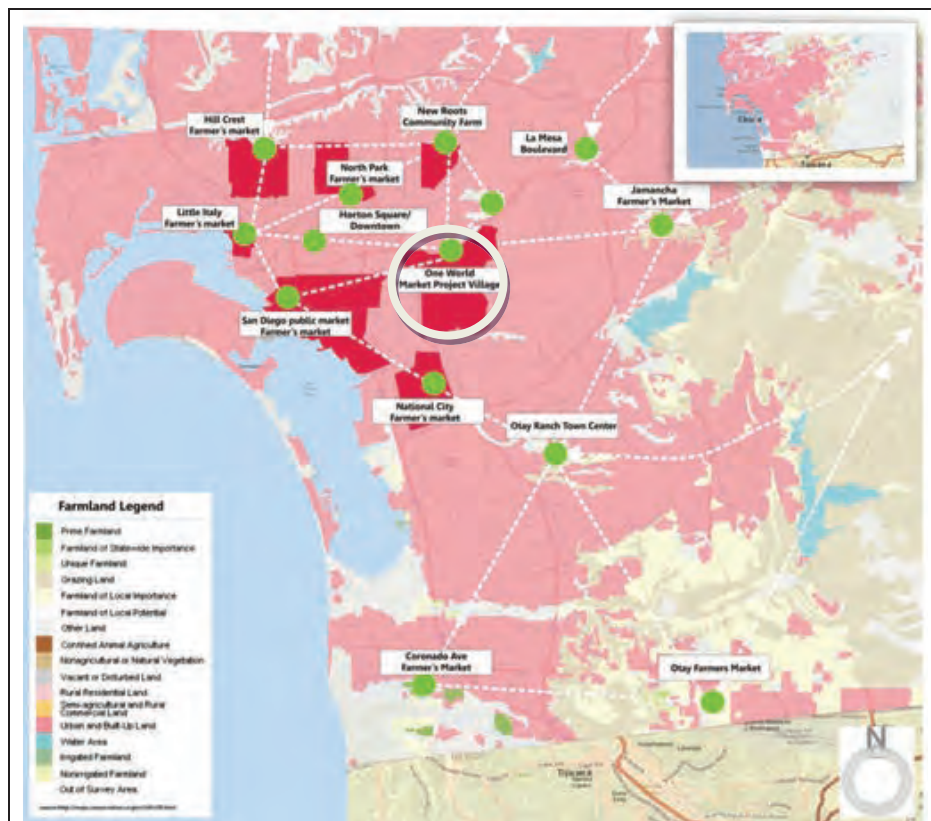 Hill Crest
Farmer's market
New Roots
Community Farm
La Mesa
Boulevard
North Park
Farmer's market
Jamancha
Farmer's Market
Little Italy
Farmer's market
Horton Square/
Downtown
One World
Market Project Village
San Diego public market
Farmer's market
National City
Farmer's market
Otay Ranch Town Center
Coronado Ave
Farmer's Market
Otay Farmers Market
Tijuana
N
Farmland Legend
Prime Farmland
Farmland of Statewide Importance
Unique Farmland
Grazing Land
Farmland of Local Importance
Farmland of Local Potential
Other Land
Confined Animal Agriculture
Nonagricultural or Natural Vegetation
Vacant or Disturbed Land
Rural Residential Land
Semi-agricultural and Rural
Commercial Land
Urban and Built-Up Land
Water Area
Irrigated Farmland
Nonirrigated Farmland
Out of Survey Area